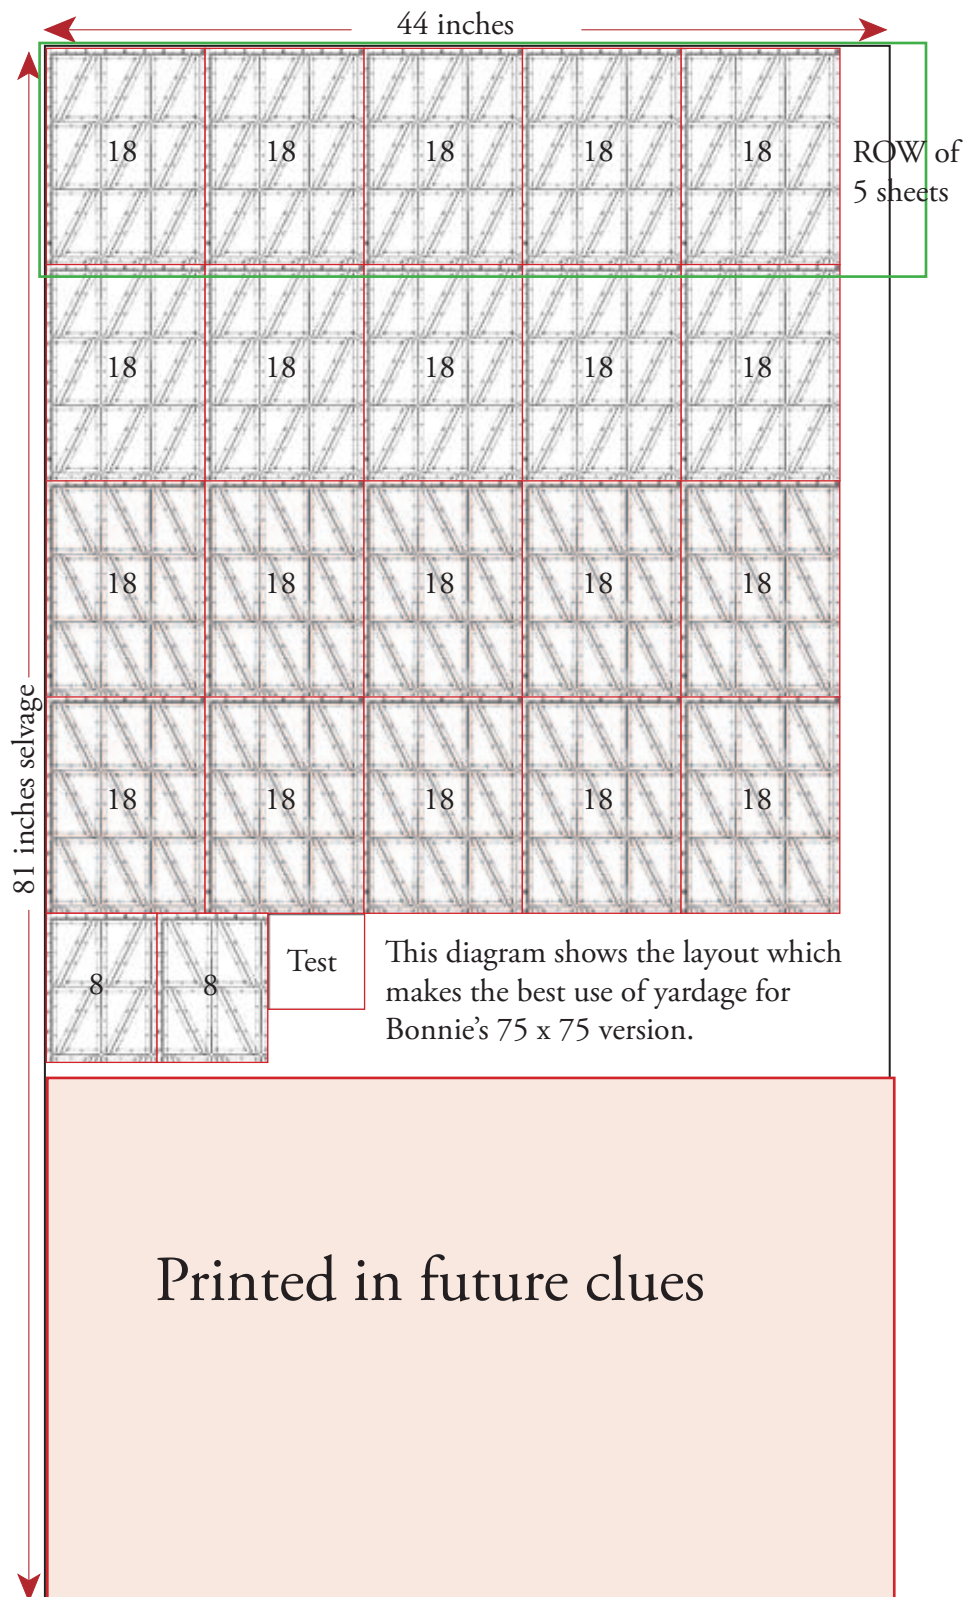 44 inches
18 18 18 18 18
ROW of
5 sheets
18 18 18 18 18
18 18 18 18 18
81 inches selvage
18 18 18 18 18
8 8
Test
This diagram shows the layout which
makes the best use of yardage for
Bonnie’s 75 x 75 version.
Printed in future clues